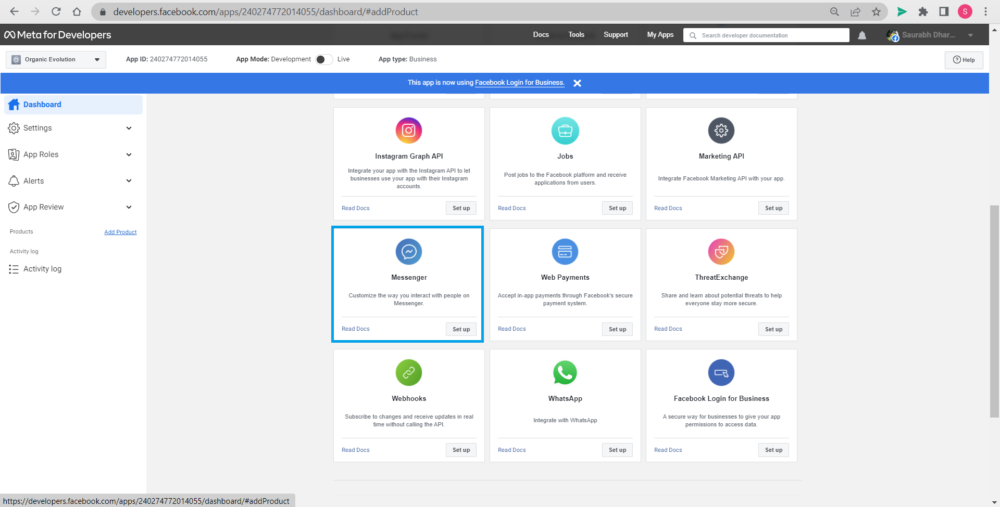 developers.facebook.com/apps/240274772014055/dashboard/#addProduct
S
Meta for Developers
Docs
Tools
Support
My Apps
Search developer documentation
Saurabh Dhar...
Organic Evolution
App ID: 240274772014055
App Mode: Development
Live
App type: Business
Help
This app is now using Facebook Login for Business.
Dashboard
Settings
App Roles
Alerts
App Review
Products
Add Product
Activity log
Activity log
Instagram Graph API
Integrate your app with the Instagram API to let
businesses use your app with their Instagram
accounts.
Read Docs
Set up
Jobs
Post jobs to the Facebook platform and receive
applications from users.
Read Docs
Set up
Marketing API
Integrate Facebook Marketing API with your app.
Read Docs
Set up
Messenger
Customize the way you interact with people on
Messenger.
Read Docs
Set up
Web Payments
Accept in-app payments through Facebook's secure
payment system.
Read Docs
Set up
ThreatExchange
Share and learn about potential threats to help
everyone stay more secure.
Read Docs
Set up
Webhooks
Subscribe to changes and receive updates in real
time without calling the API.
Read Docs
Set up
WhatsApp
Integrate with WhatsApp
Read Docs
Set up
Facebook Login for Business
A secure way for businesses to give your app
permissions to access data.
Read Docs
Set up
https://developers.facebook.com/apps/240274772014055/dashboard/#addProduct